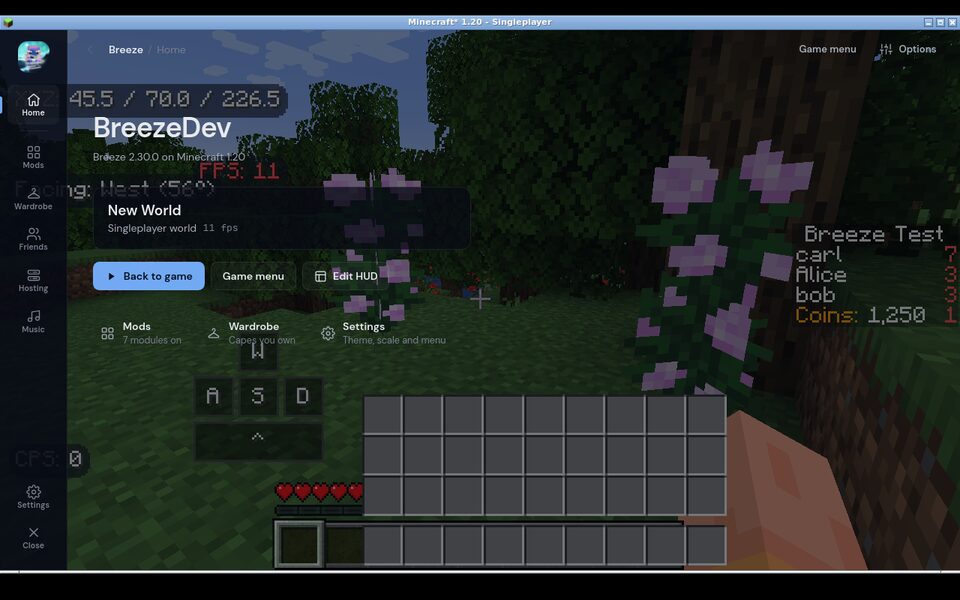 Minecraft* 1.20 - Singleplayer
Breeze / Home
Game menu
Options
45.5 / 70.0 / 226.5
Home
BreezeDev
Breeze 2.30.0 on Minecraft 1.20
FPS: 11
Mods
Facing: West (56°)
Wardrobe
New World
Singleplayer world 11 fps
Friends
Breeze Test
carl 7
Alice 3
bob 3
Coins: 1,250 1
Back to game
Game menu
Edit HUD
Hosting
Music
Mods
7 modules on
Wardrobe
Capes you own
Settings
Theme, scale and menu
W
A S D
^
CPS: 0
Settings
Close